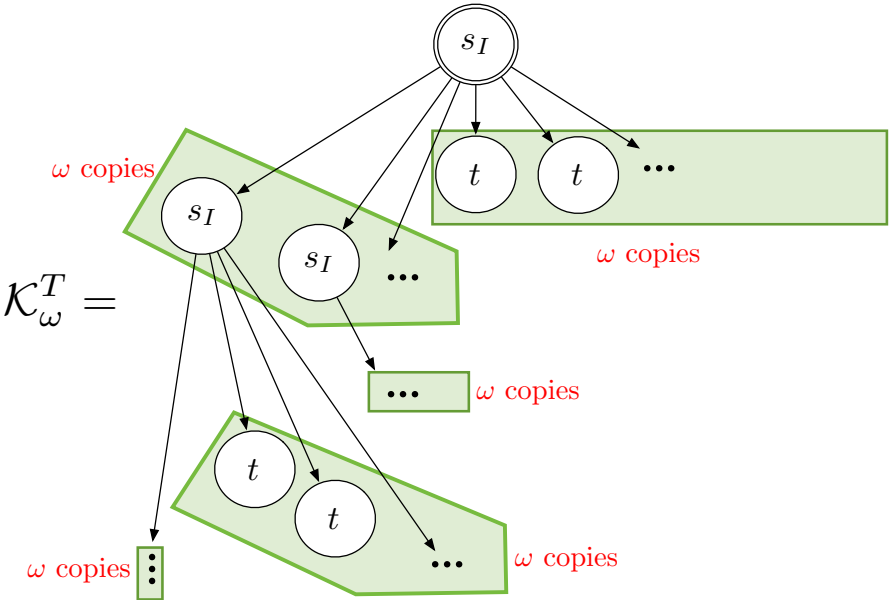 s_I
ω copies
t t ...
s_I
s_I ...
ω copies
𝒦_ω^T =
... ω copies
t
t
...
ω copies
ω copies